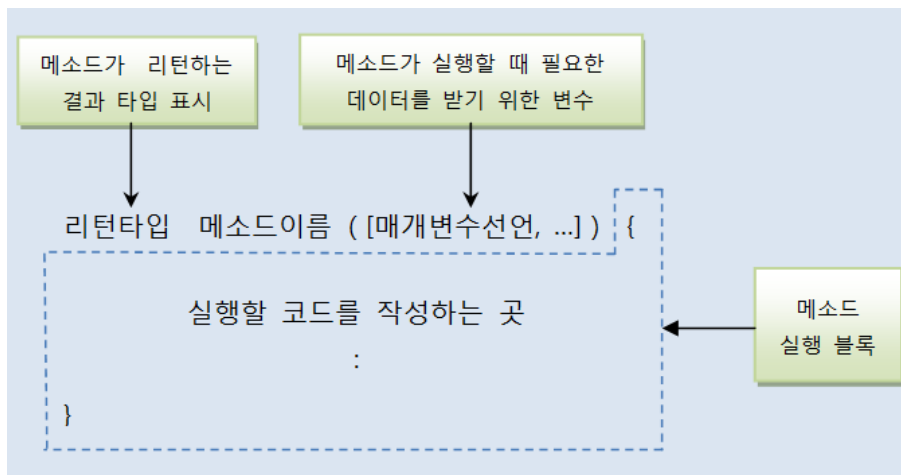 메소드가 리턴하는
결과 타입 표시
메소드가 실행할 때 필요한
데이터를 받기 위한 변수
리턴타입 메소드이름 ( [매개변수선언, ...] ) {
실행할 코드를 작성하는 곳
:
}
메소드
실행 블록